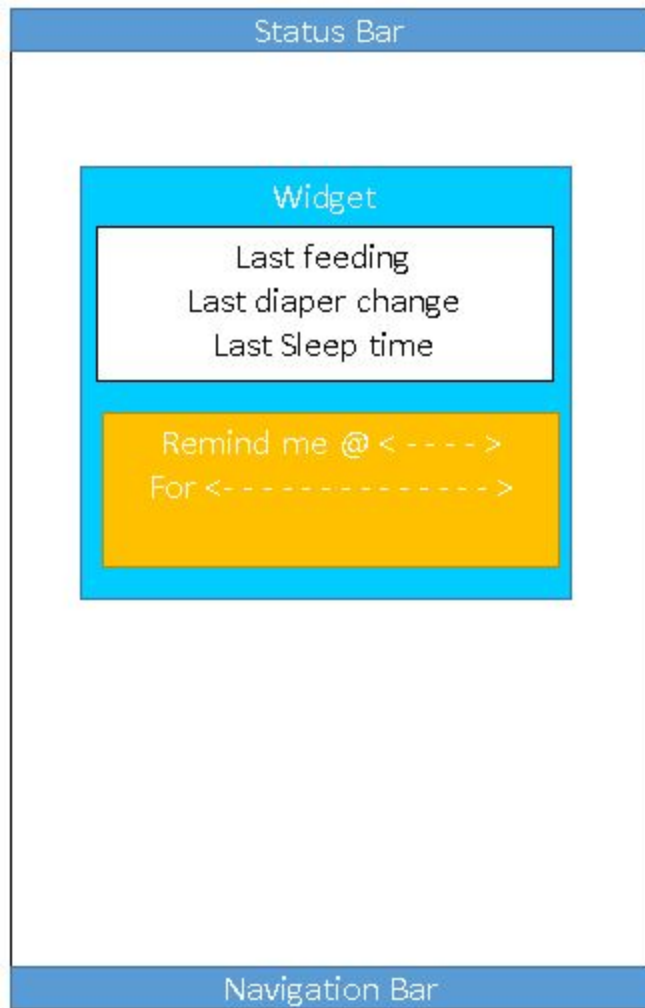 Status Bar
Widget
Last feeding
Last diaper change
Last Sleep time
Remind me @ < - - - - >
For <- - - - - - - - - - - - - - - >
Navigation Bar